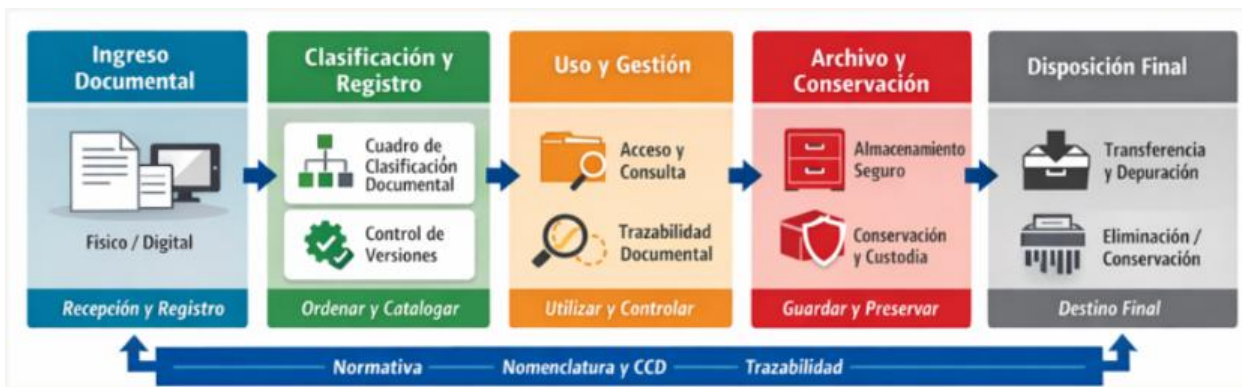 Ingreso
Documental
Físico / Digital
Recepción y Registro
Clasificación y
Registro
Cuadro de
Clasificación
Documental
Control de
Versiones
Ordenar y Catalogar
Uso y Gestión
Acceso y
Consulta
Trazabilidad
Documental
Utilizar y Controlar
Archivo y
Conservación
Almacenamiento
Seguro
Conservación
y Custodia
Guardar y Preservar
Disposición Final
Transferencia
y Depuración
Eliminación /
Conservación
Destino Final
Normativa
Nomenclatura y CCD
Trazabilidad